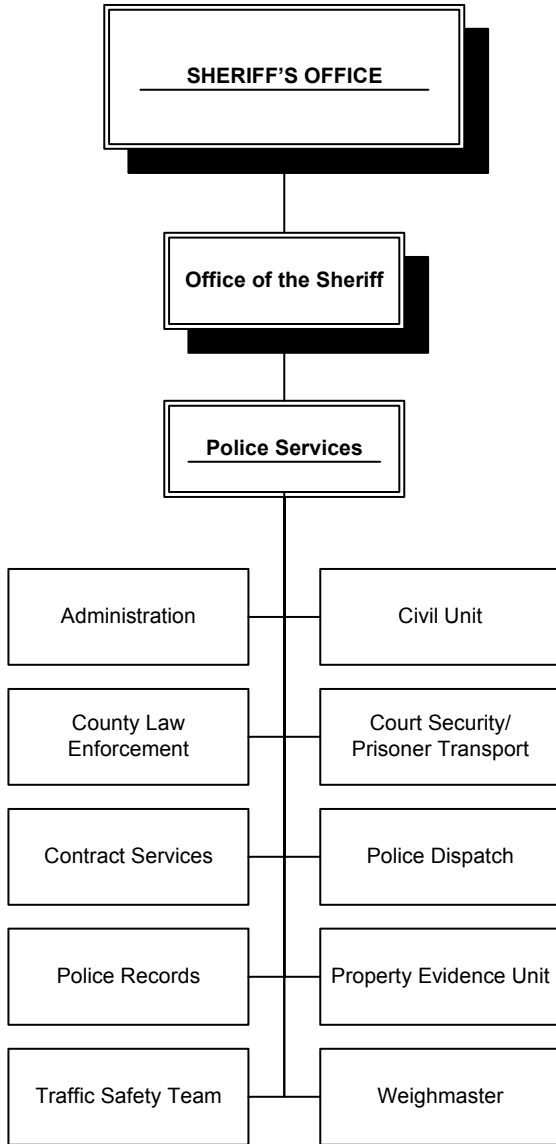 SHERIFF'S OFFICE
Office of the Sheriff
Police Services
Administration
Civil Unit
County Law
Enforcement
Court Security/
Prisoner Transport
Contract Services
Police Dispatch
Police Records
Property Evidence Unit
Traffic Safety Team
Weighmaster